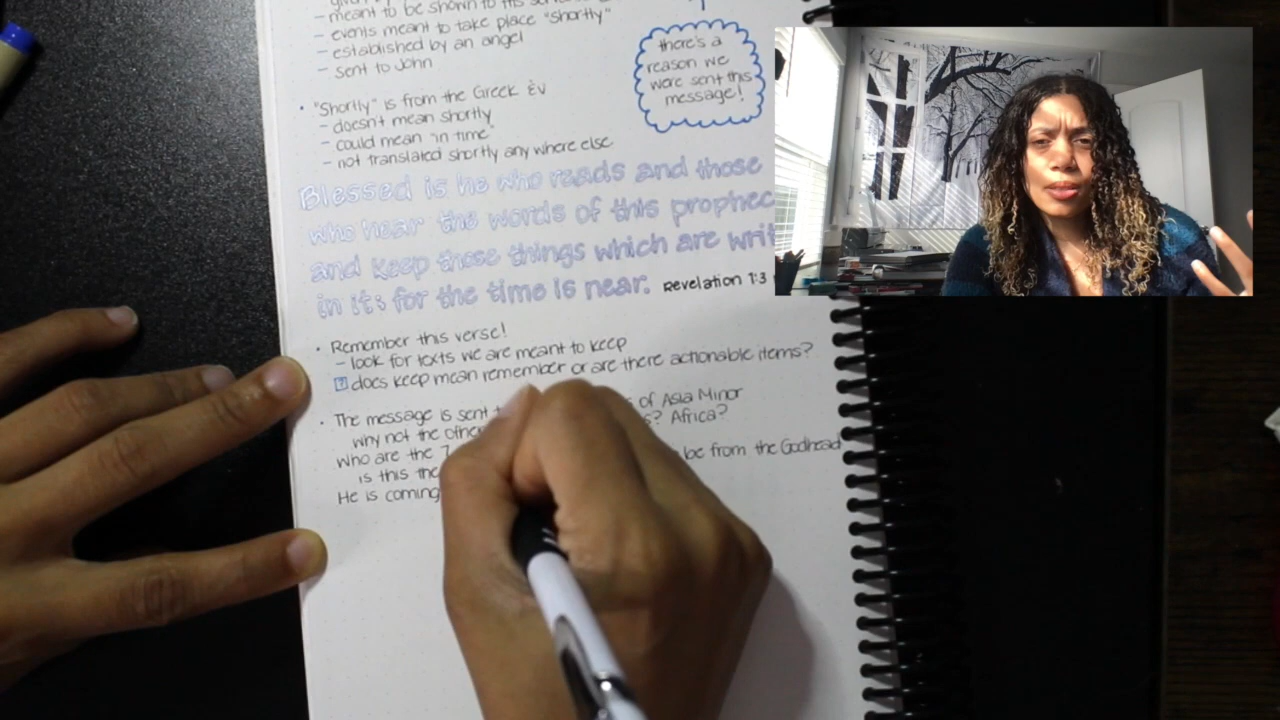 – meant to be shown to His
– events meant to take place "shortly"
– established by an angel
– sent to John
there's a
reason we
were sent this
message!
• "Shortly" is from the Greek ἐν
– doesn't mean shortly
– could mean "in time"
– not translated shortly any where else
Blessed is he who reads and those
who hear the words of this prophec
and keep those things which are writ
in it; for the time is near. Revelation 1:3
• Remember this verse!
– look for texts we are meant to keep
? does keep mean remember or are there actionable items?
• The message is sent of Asia Minor
why not the other ? Africa?
who are the 7 be from the Godhead
is this the
He is coming